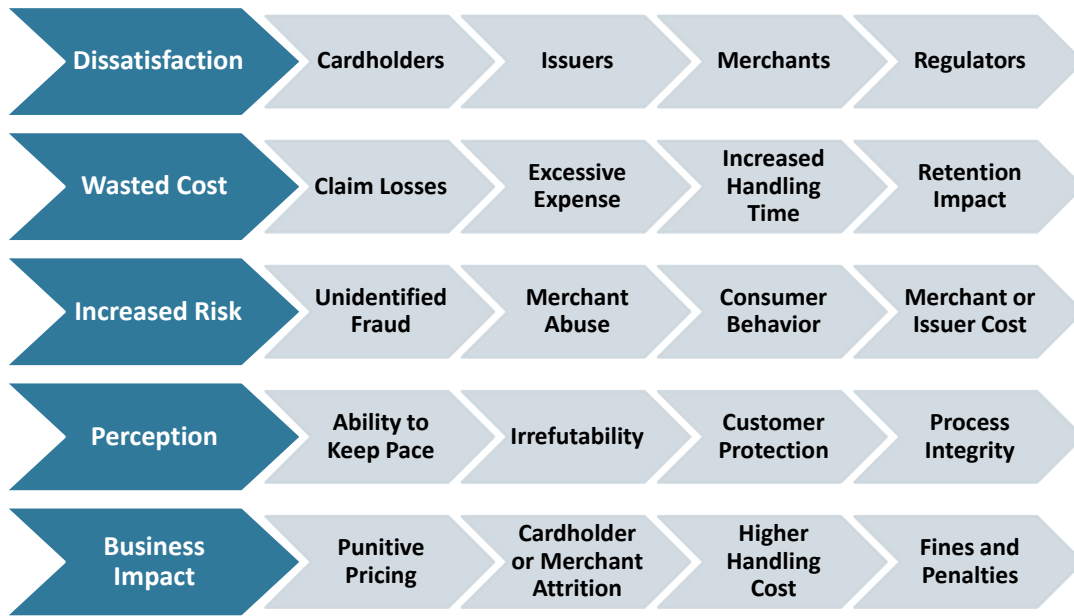 Dissatisfaction
Cardholders
Issuers
Merchants
Regulators
Wasted Cost
Claim Losses
Excessive
Expense
Increased
Handling
Time
Retention
Impact
Increased Risk
Unidentified
Fraud
Merchant
Abuse
Consumer
Behavior
Merchant or
Issuer Cost
Perception
Ability to
Keep Pace
Irrefutability
Customer
Protection
Process
Integrity
Business
Impact
Punitive
Pricing
Cardholder
or Merchant
Attrition
Higher
Handling
Cost
Fines and
Penalties